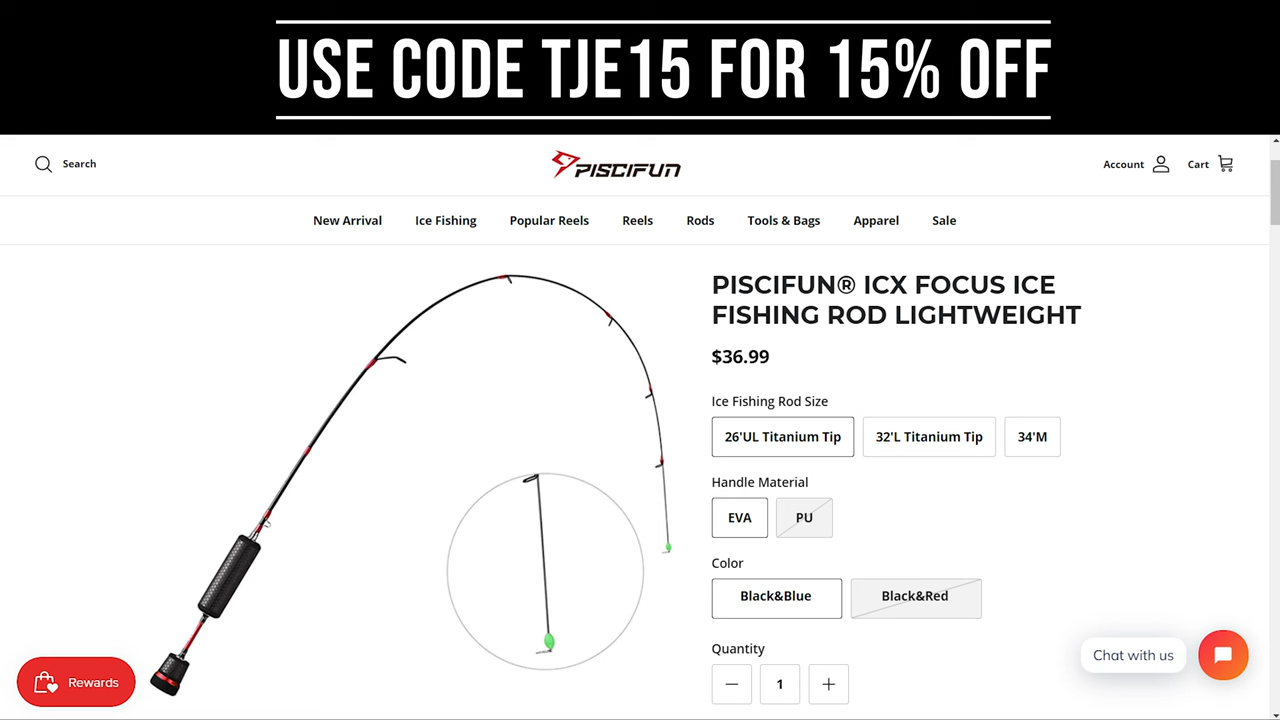 USE CODE TJE15 FOR 15% OFF
Search
PISCIFUN
Account
Cart
New Arrival
Ice Fishing
Popular Reels
Reels
Rods
Tools & Bags
Apparel
Sale
PISCIFUN® ICX FOCUS ICE
FISHING ROD LIGHTWEIGHT
$36.99
Ice Fishing Rod Size
26'UL Titanium Tip
32'L Titanium Tip
34'M
Handle Material
EVA
PU
Color
Black&Blue
Black&Red
Quantity
1
Chat with us
Rewards